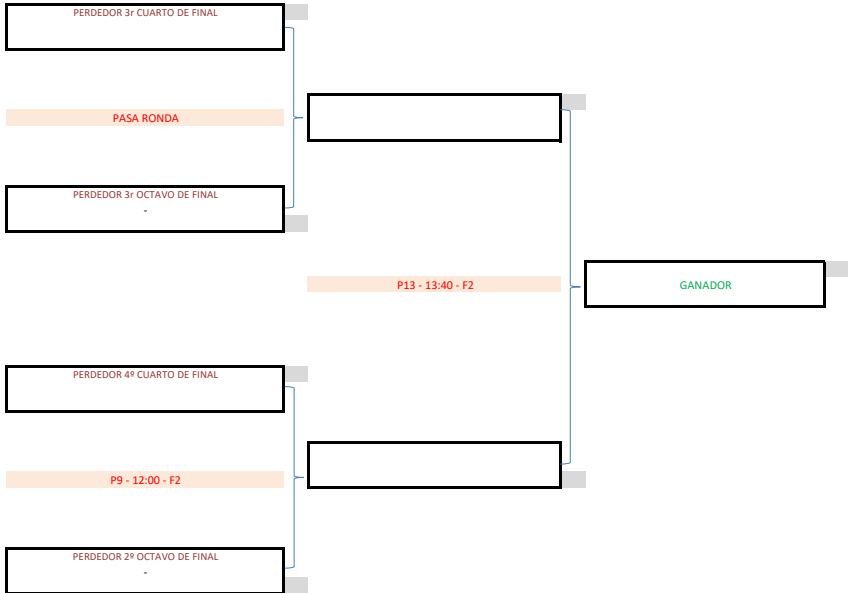 PERDEDOR 3r CUARTO DE FINAL
PASA RONDA
PERDEDOR 3r OCTAVO DE FINAL
-
P13 - 13:40 - F2
GANADOR
PERDEDOR 4º CUARTO DE FINAL
P9 - 12:00 - F2
PERDEDOR 2º OCTAVO DE FINAL
-